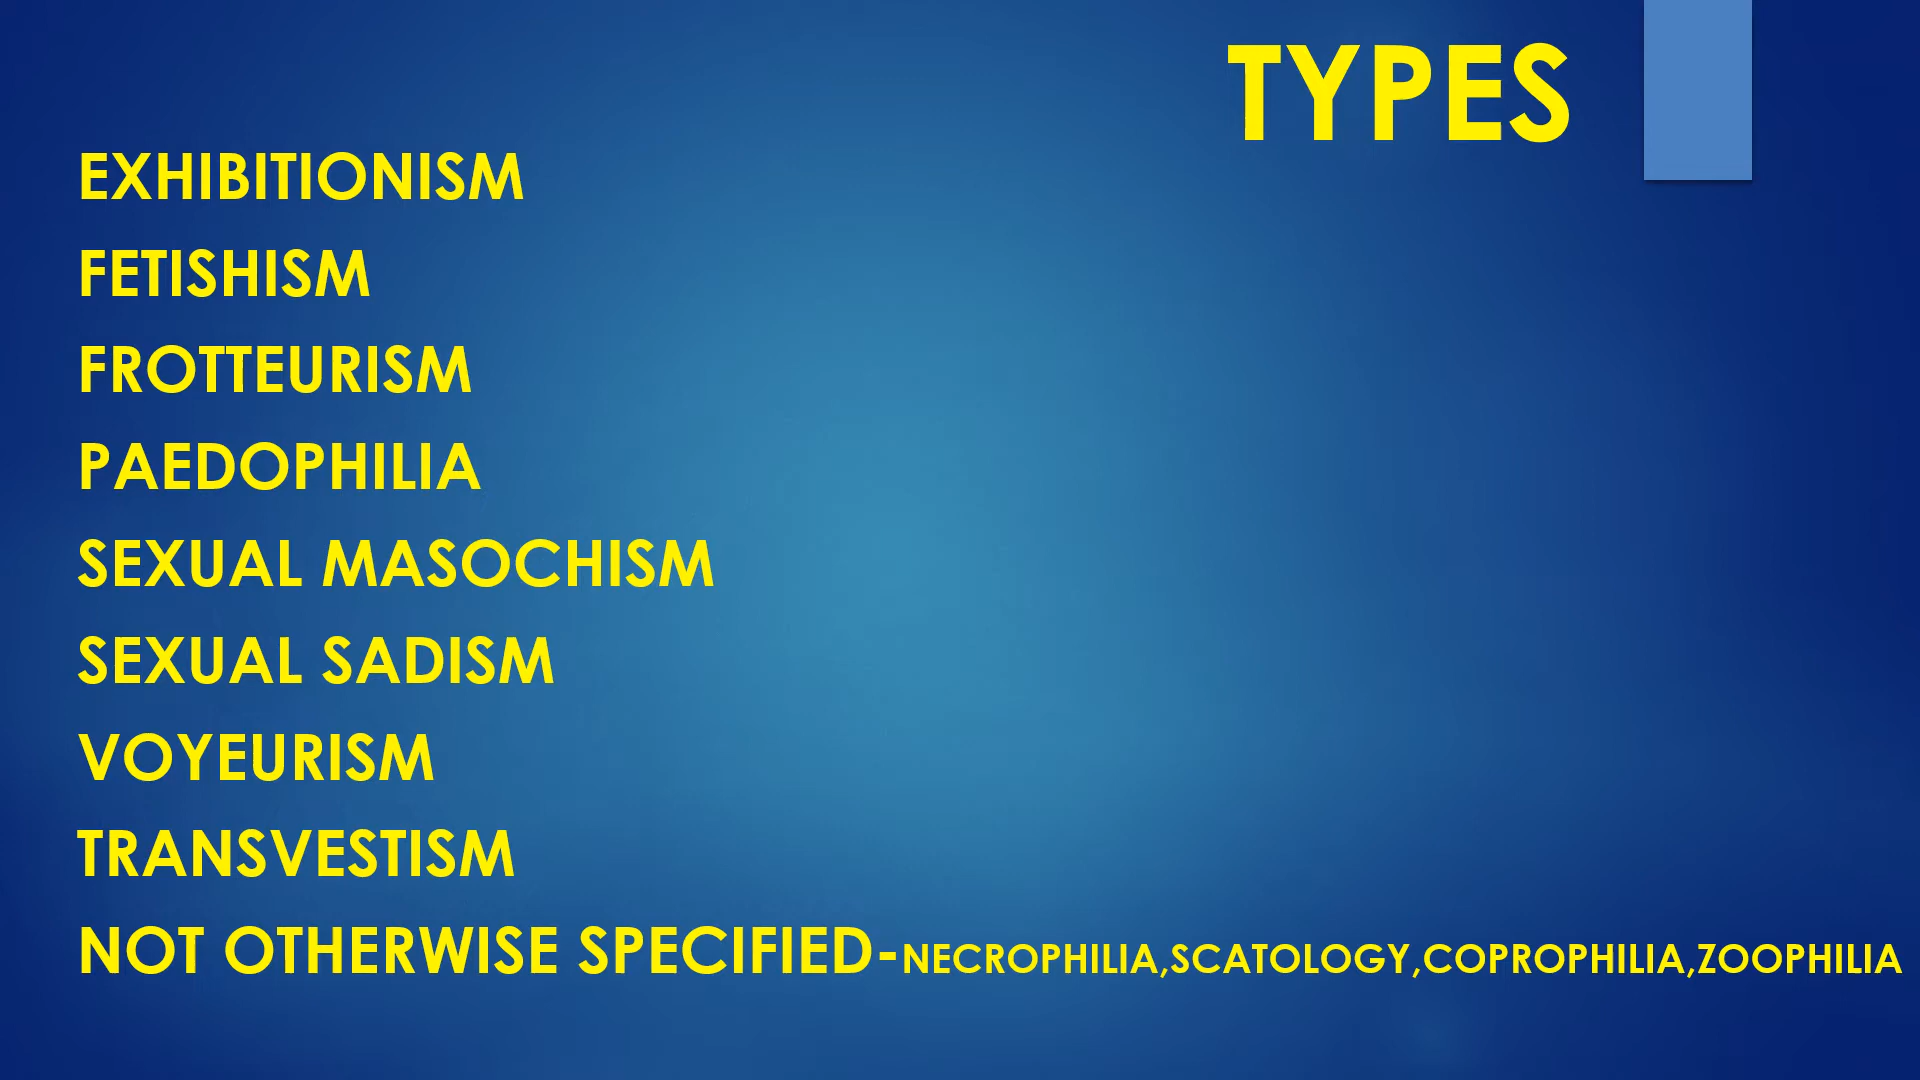 TYPES
EXHIBITIONISM
FETISHISM
FROTTEURISM
PAEDOPHILIA
SEXUAL MASOCHISM
SEXUAL SADISM
VOYEURISM
TRANSVESTISM
NOT OTHERWISE SPECIFIED-NECROPHILIA,SCATOLOGY,COPROPHILIA,ZOOPHILIA